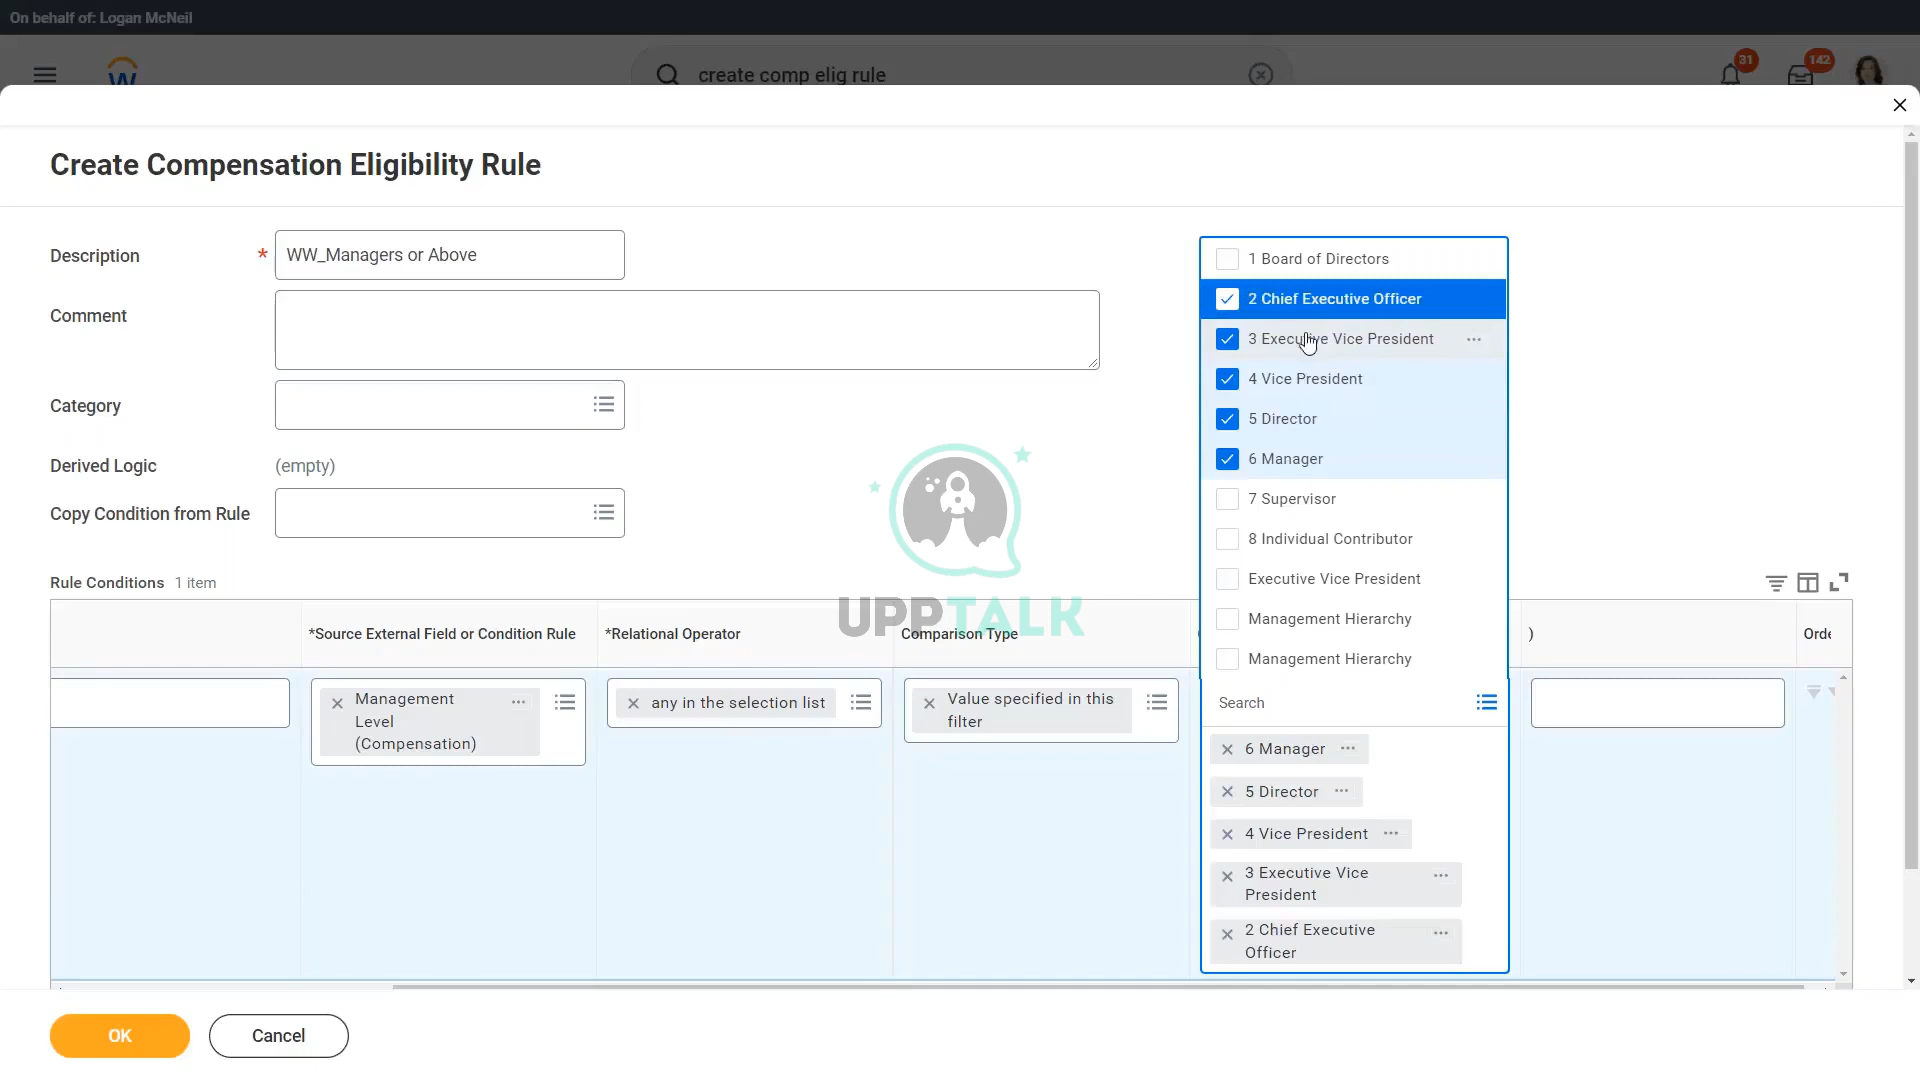 On behalf of: Logan McNeil
W
create comp elig rule
31
142
Create Compensation Eligibility Rule
Description
*
WW_Managers or Above
Comment
Category
Derived Logic
(empty)
Copy Condition from Rule
1 Board of Directors
2 Chief Executive Officer
3 Executive Vice President
4 Vice President
5 Director
6 Manager
7 Supervisor
8 Individual Contributor
Executive Vice President
Management Hierarchy
Management Hierarchy
UPPTALK
Rule Conditions 1 item
*Source External Field or Condition Rule
*Relational Operator
Comparison Type
)
Orde
Management
Level
(Compensation)
any in the selection list
Value specified in this
filter
Search
6 Manager
5 Director
4 Vice President
3 Executive Vice
President
2 Chief Executive
Officer
OK
Cancel